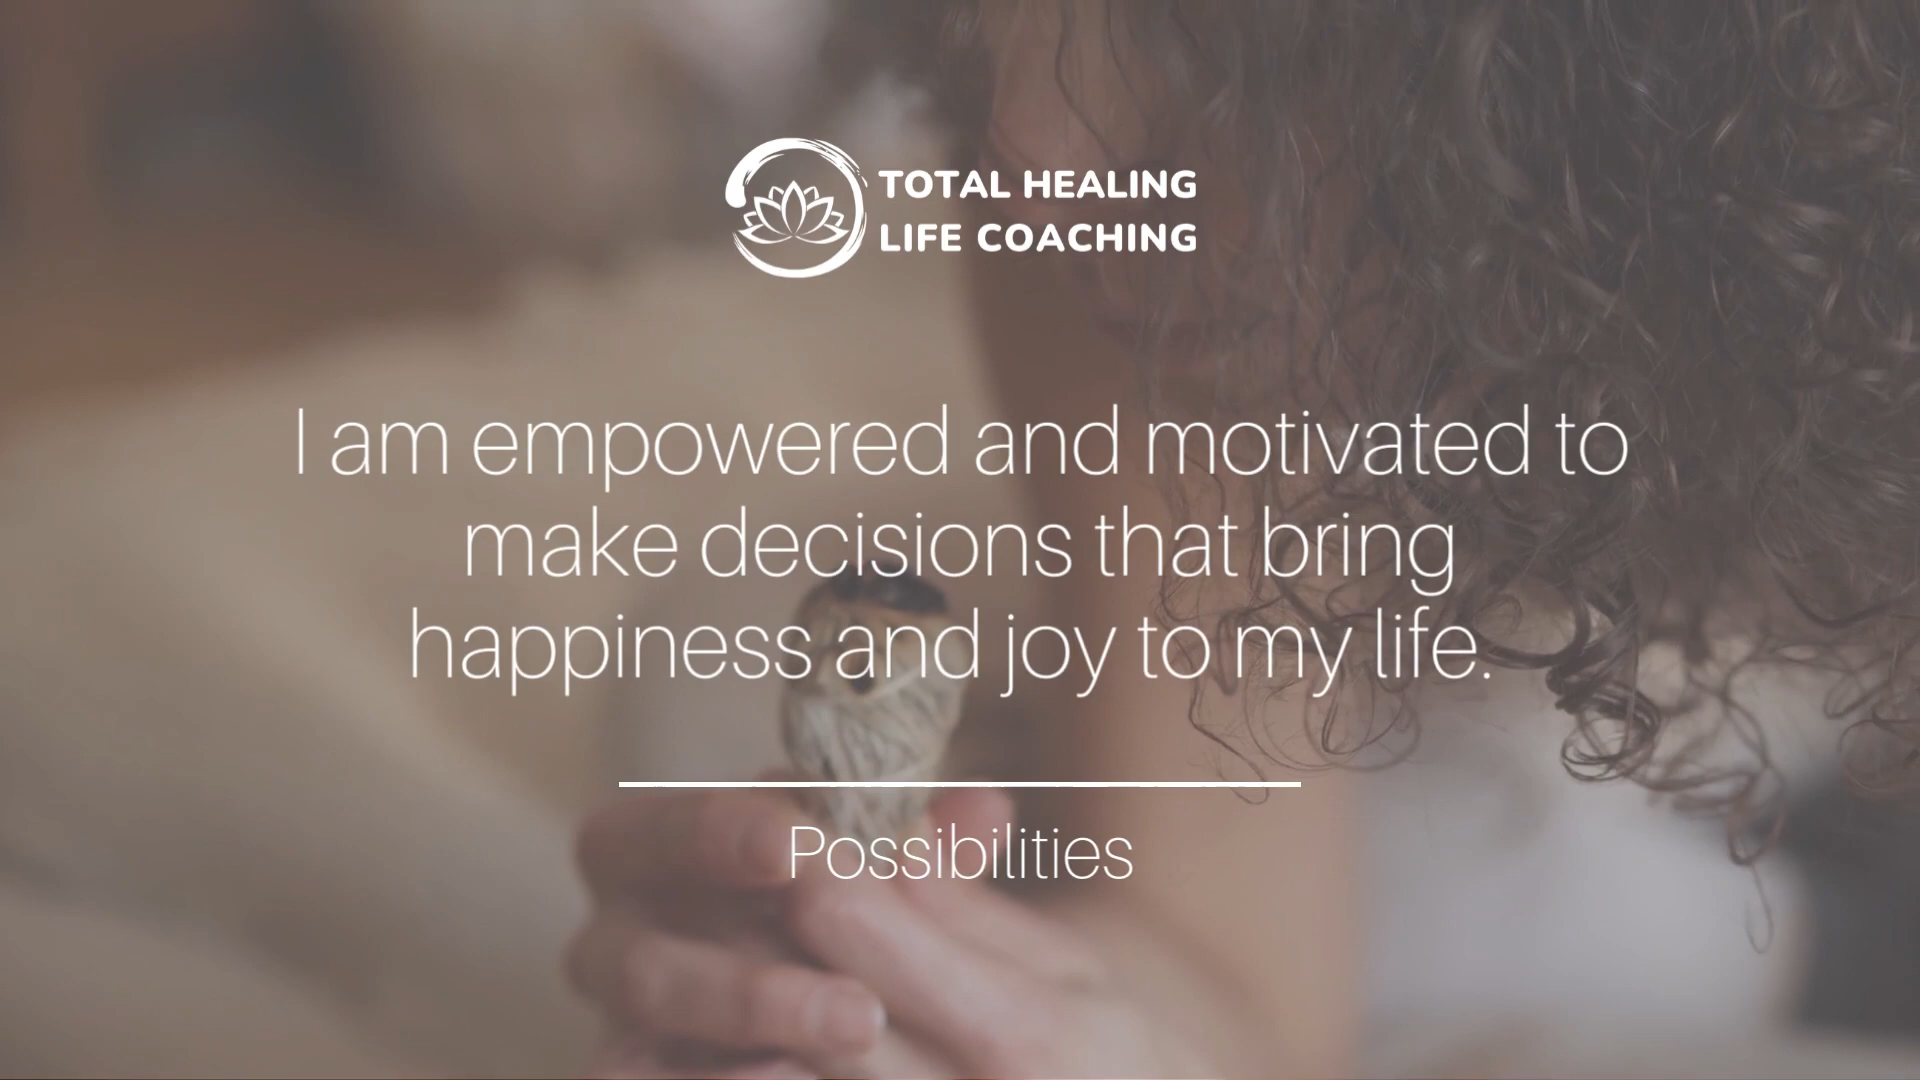 TOTAL HEALING
LIFE COACHING
I am empowered and motivated to
make decisions that bring
happiness and joy to my life.
Possibilities